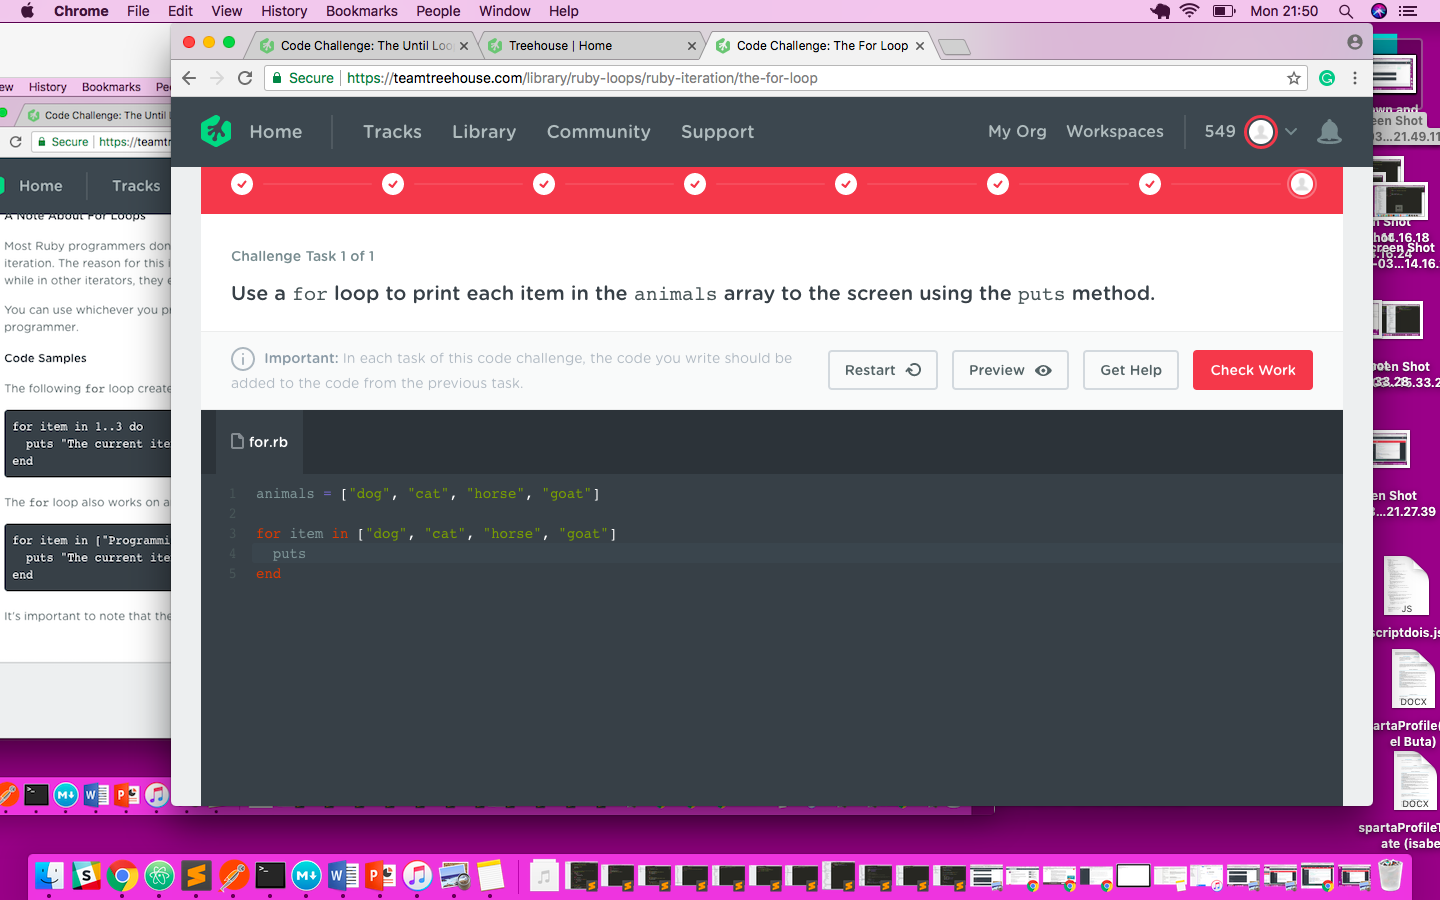 Chrome File Edit View History Bookmarks People Window Help Mon 21:50
Code Challenge: The Until Loo Treehouse | Home Code Challenge: The For Loop
Secure https://teamtreehouse.com/library/ruby-loops/ruby-iteration/the-for-loop
Home Tracks Library Community Support My Org Workspaces 549
Challenge Task 1 of 1
Use a for loop to print each item in the animals array to the screen using the puts method.
Important: In each task of this code challenge, the code you write should be
added to the code from the previous task.
Restart Preview Get Help Check Work
for.rb
1 animals = ["dog", "cat", "horse", "goat"]
2
3 for item in ["dog", "cat", "horse", "goat"]
4 puts
5 end
ew History Bookmarks Pe
Code Challenge: The Until
Secure https://teamtr
Home Tracks
A Note About For Loops
Most Ruby programmers don
iteration. The reason for this i
while in other iterators, they e
You can use whichever you pr
programmer.
Code Samples
The following for loop create
for item in 1..3 do
puts "The current ite
end
The for loop also works on a
for item in ["Programmi
puts "The current ite
end
It's important to note that the
een Shot
03...21.49.11
n Shot
14.16.18
creen Shot
-03...14.16.
een Shot
15.33.2
en Shot
3...21.27.39
JS
scriptdois.js
DOCX
artaProfile(
el Buta)
DOCX
spartaProfileT
ate (isabe